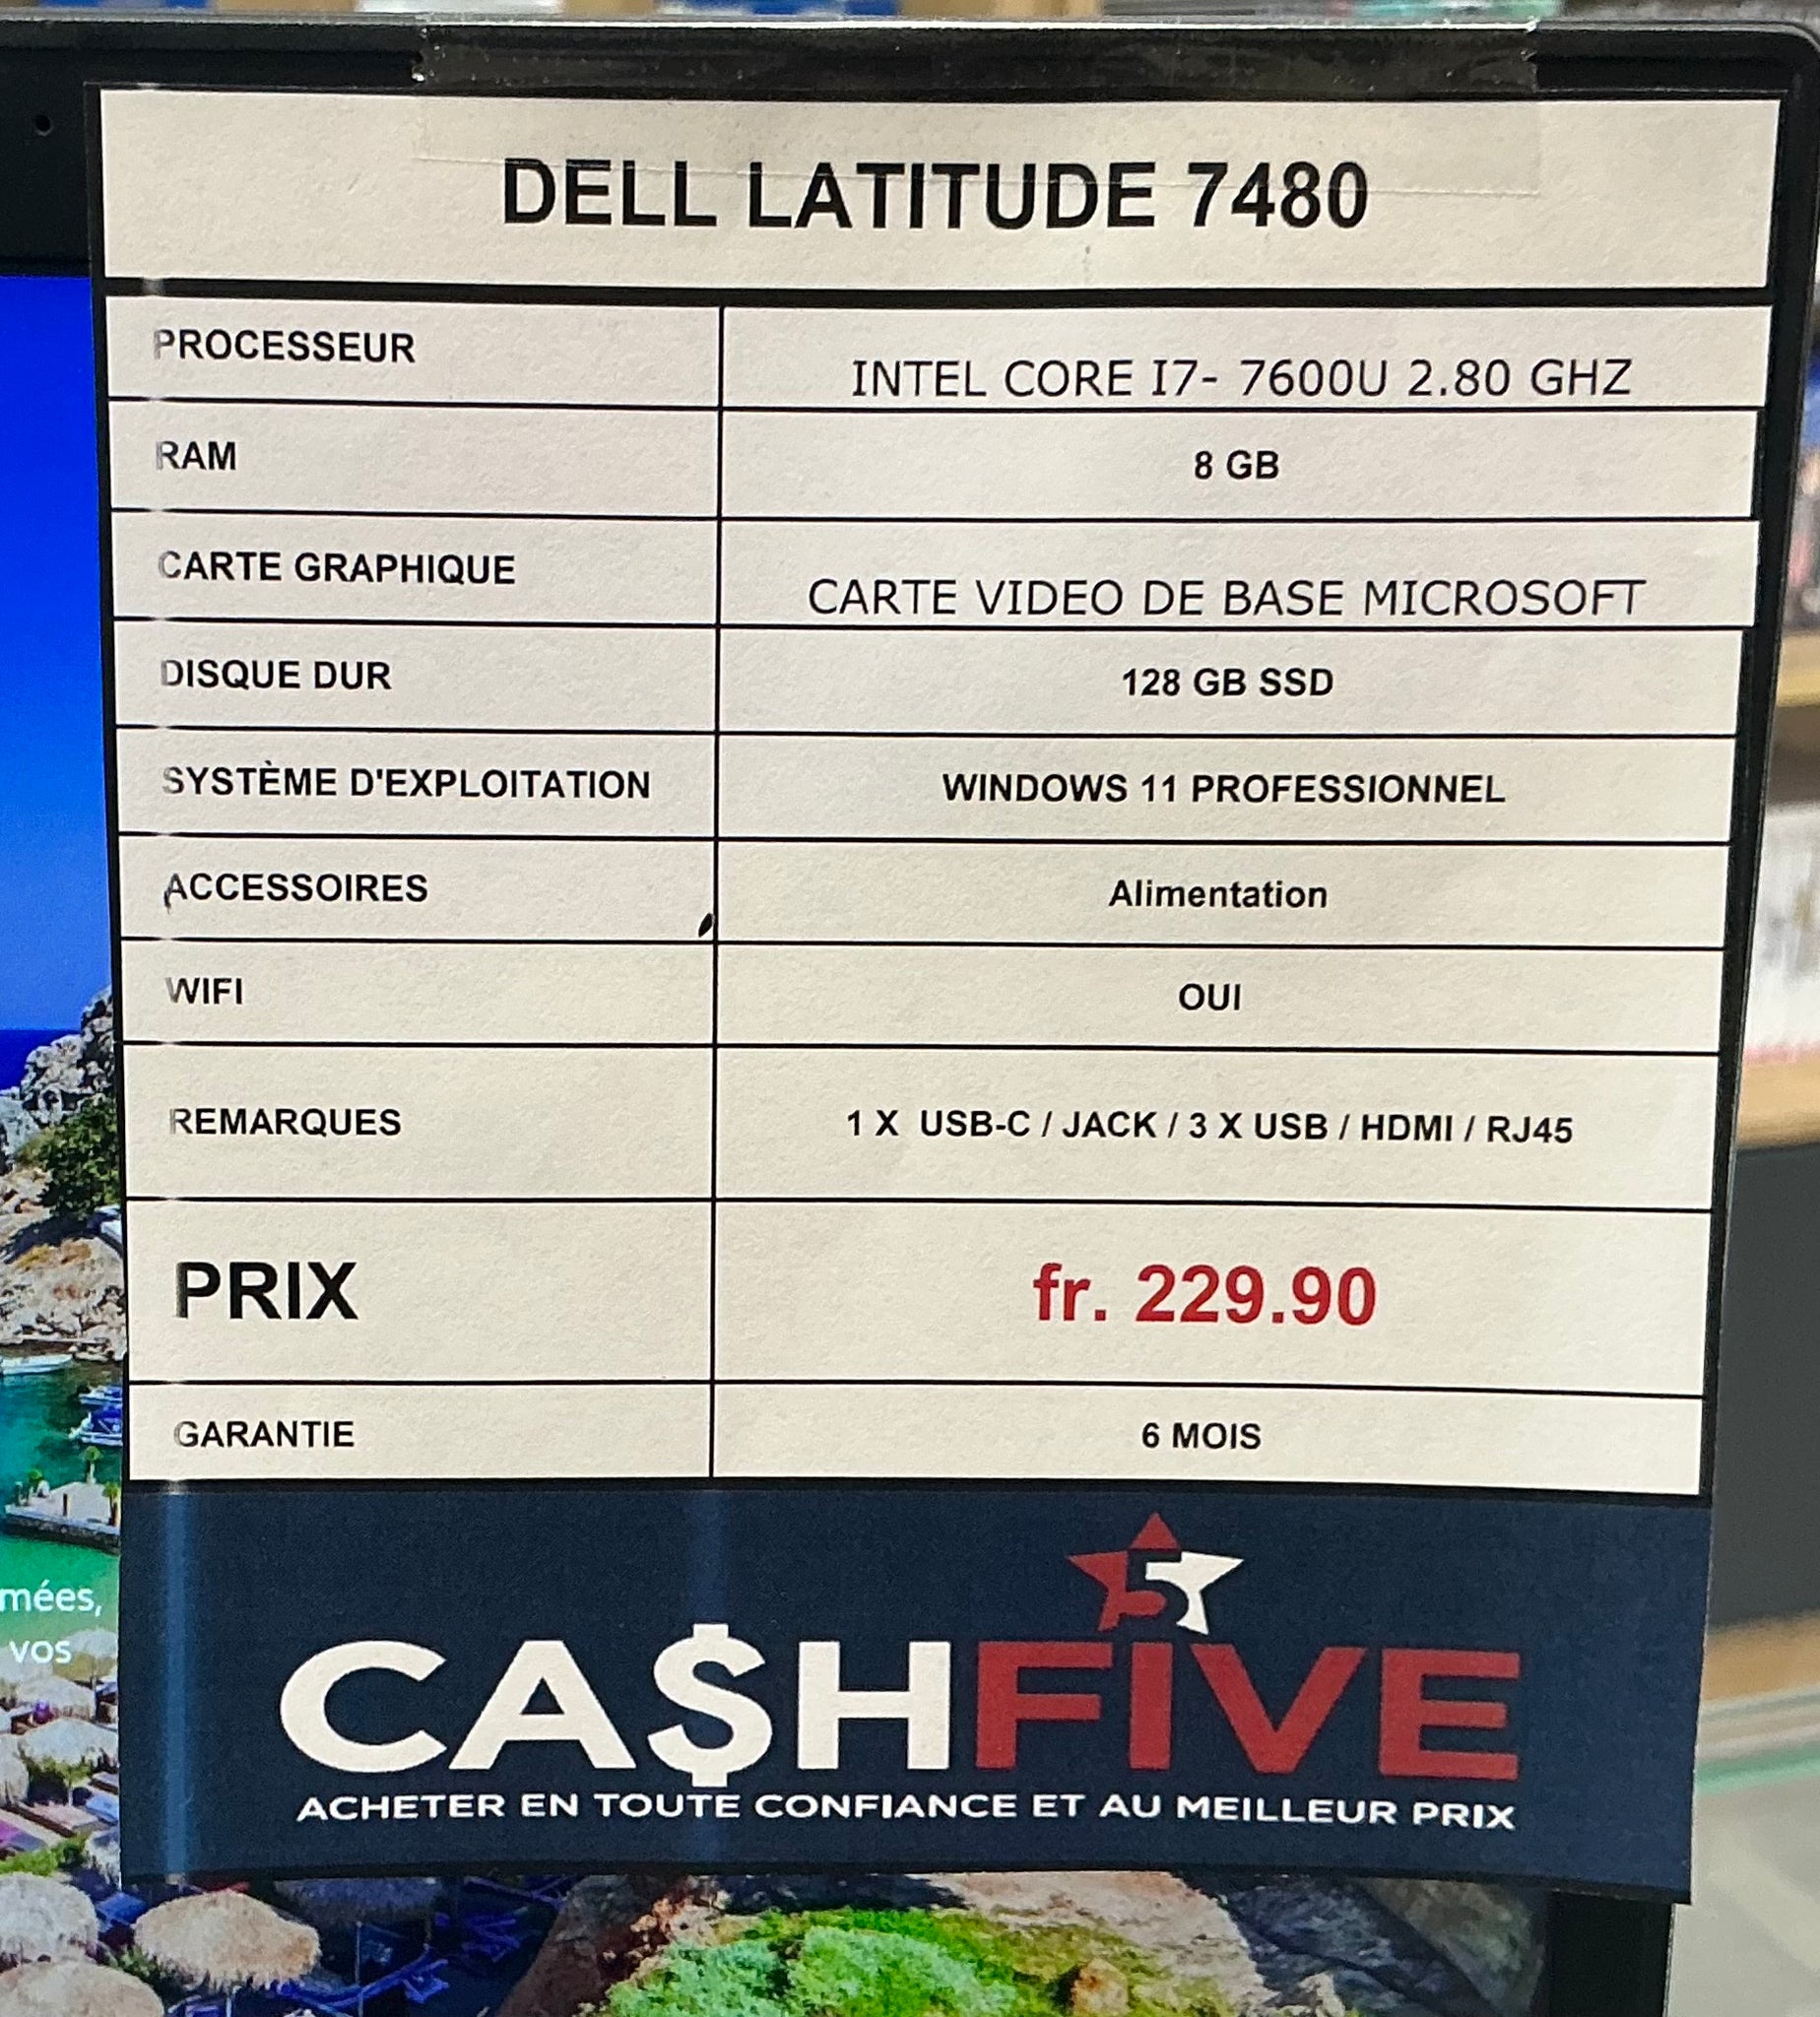 DELL LATITUDE 7480
PROCESSEUR
INTEL CORE I7- 7600U 2.80 GHZ
RAM
8 GB
CARTE GRAPHIQUE
CARTE VIDEO DE BASE MICROSOFT
DISQUE DUR
128 GB SSD
SYSTÈME D'EXPLOITATION
WINDOWS 11 PROFESSIONNEL
ACCESSOIRES
Alimentation
WIFI
OUI
REMARQUES
1 X USB-C / JACK / 3 X USB / HDMI / RJ45
PRIX
fr. 229.90
GARANTIE
6 MOIS
5
CA$HFIVE
ACHETER EN TOUTE CONFIANCE ET AU MEILLEUR PRIX
mées,
vos